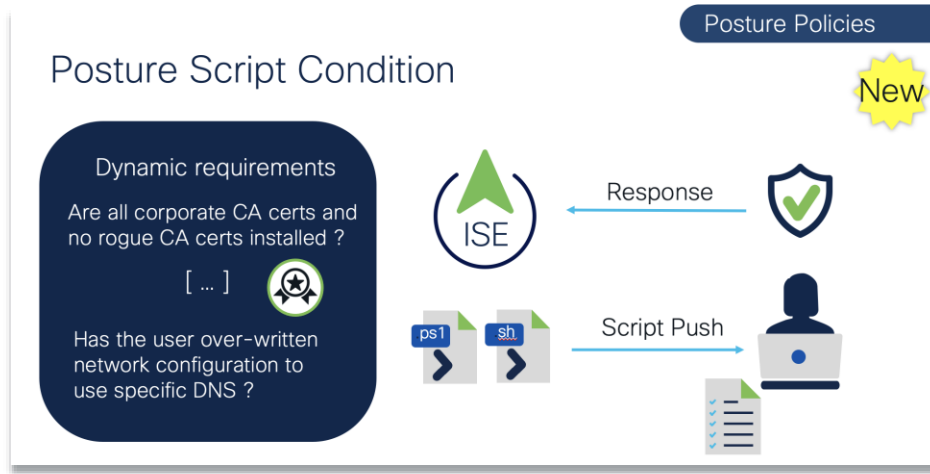 Posture Policies
Posture Script Condition
New
Dynamic requirements
Are all corporate CA certs and
no rogue CA certs installed ?
[ ... ]
Has the user over-written
network configuration to
use specific DNS ?
ISE
Response
.ps1
.sh
Script Push